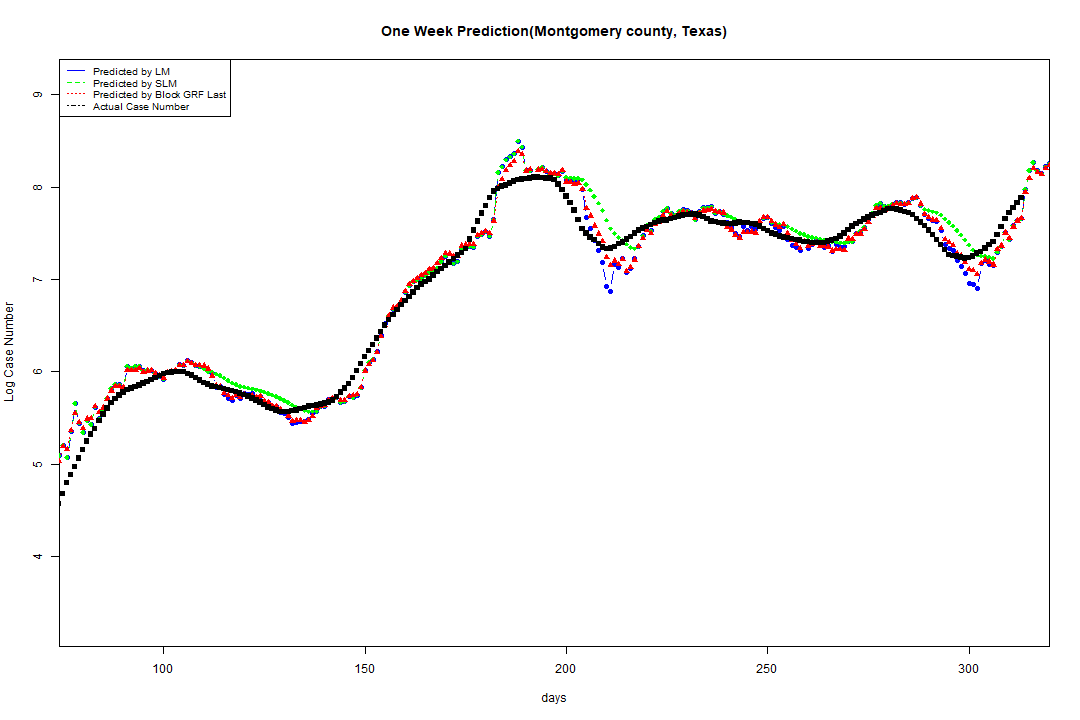 One Week Prediction(Montgomery county, Texas)
Predicted by LM
Predicted by SLM
Predicted by Block GRF Last
Actual Case Number
9
8
7
6
5
4
Log Case Number
100 150 200 250 300
days